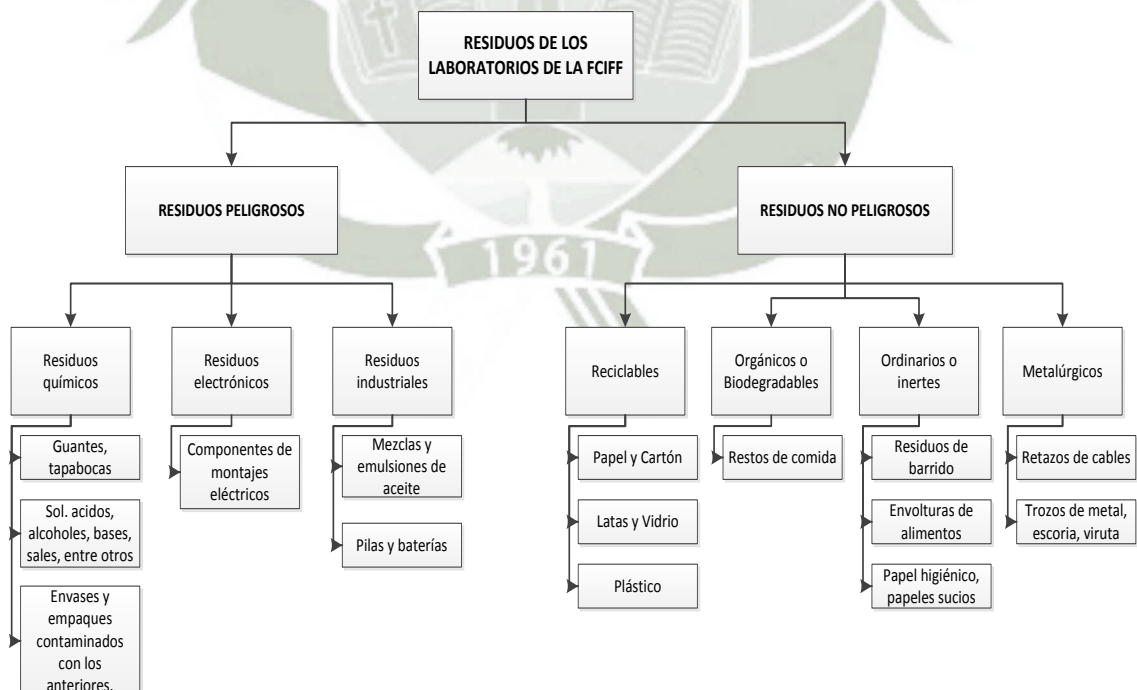 RESIDUOS DE LOS
LABORATORIOS DE LA FCIFF
RESIDUOS PELIGROSOS
RESIDUOS NO PELIGROSOS
1961
Residuos
químicos
Residuos
electrónicos
Residuos
industriales
Reciclables
Orgánicos o
Biodegradables
Ordinarios o
inertes
Metalúrgicos
Guantes,
tapabocas
Sol. acidos,
alcoholes, bases,
sales, entre otros
Envases y
empaques
contaminados
con los
anteriores.
Componentes de
montajes
eléctricos
Mezclas y
emulsiones de
aceite
Pilas y baterías
Papel y Cartón
Latas y Vidrio
Plástico
Restos de comida
Residuos de
barrido
Envolturas de
alimentos
Papel higiénico,
papeles sucios
Retazos de cables
Trozos de metal,
escoria, viruta